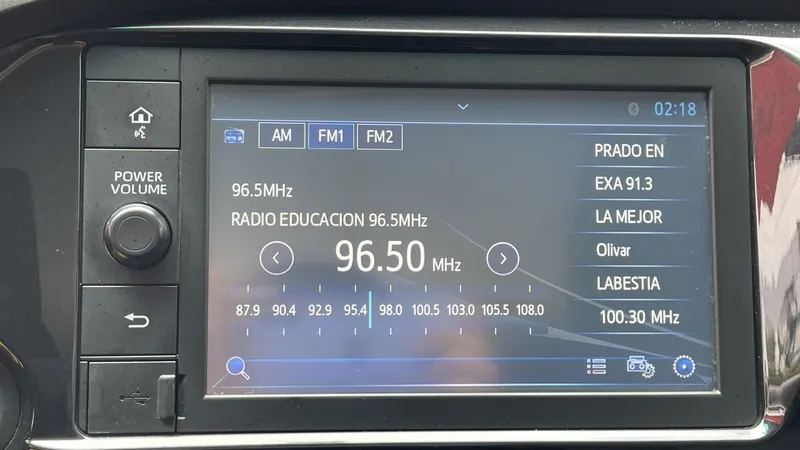 02:18
AM FM1 FM2
PRADO EN
POWER
VOLUME
96.5MHz
EXA 91.3
RADIO EDUCACION 96.5MHz
LA MEJOR
96.50 MHz
Olivar
LABESTIA
87.9 90.4 92.9 95.4 98.0 100.5 103.0 105.5 108.0
100.30 MHz